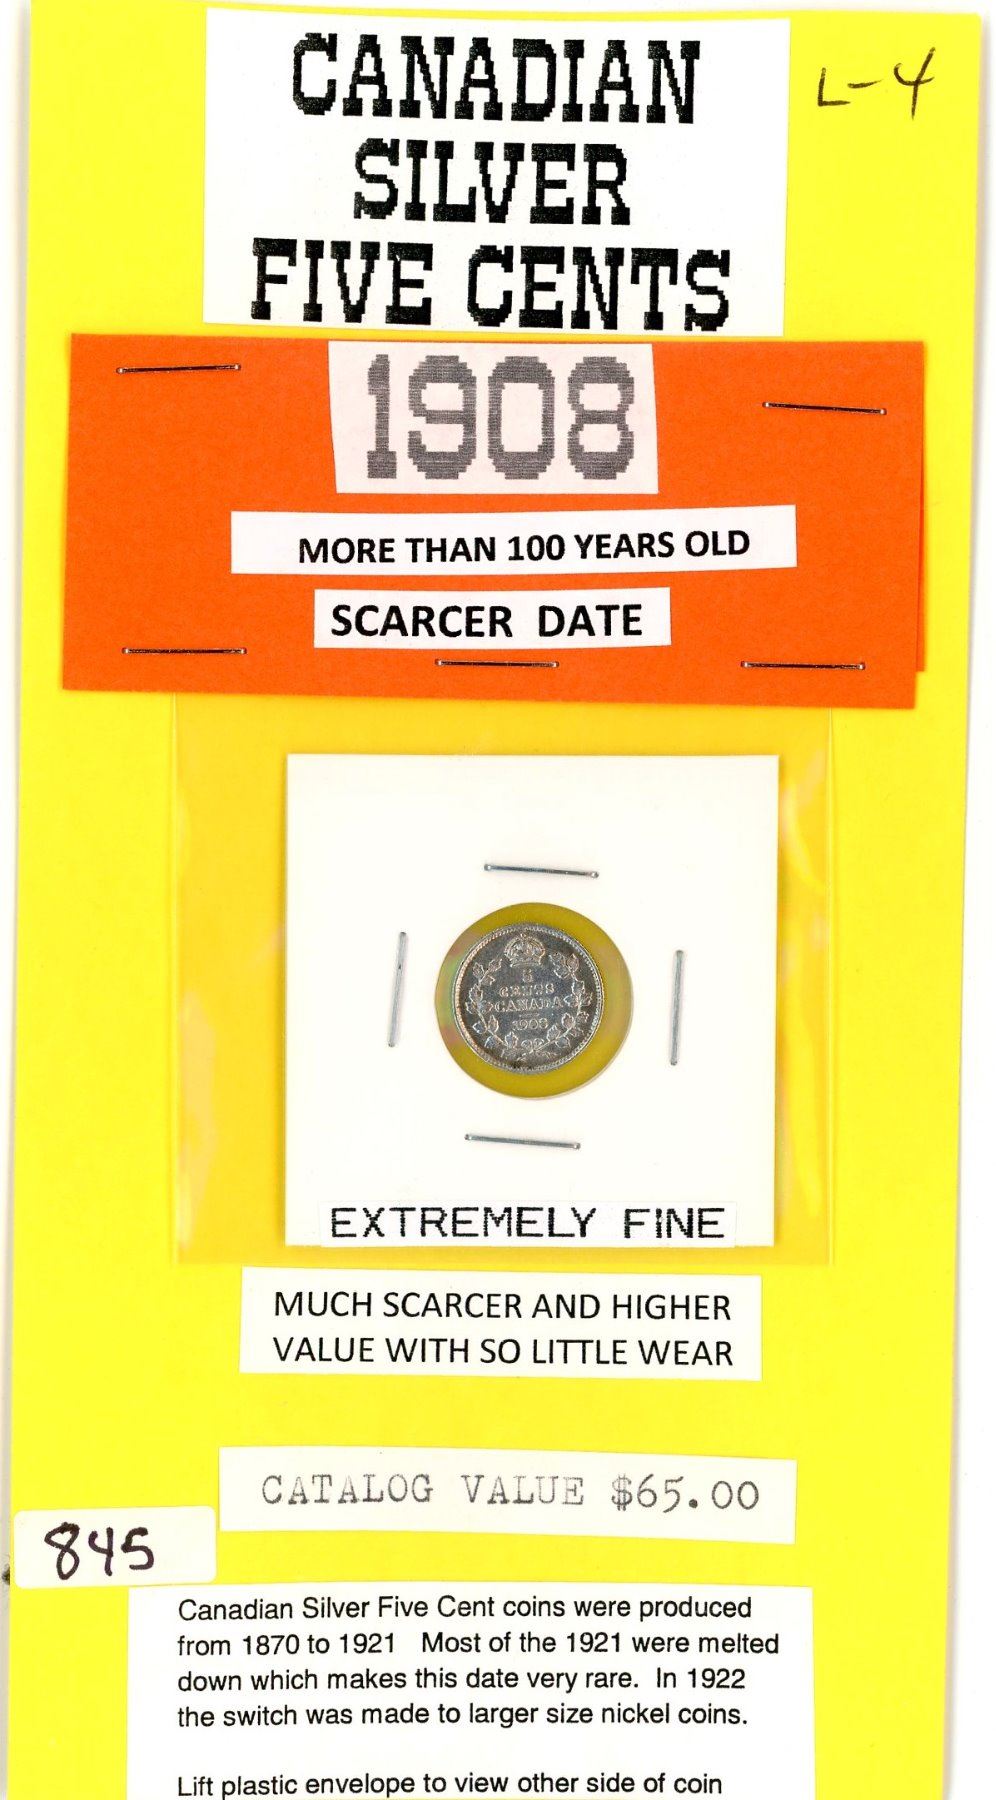 CANADIAN
SILVER
FIVE CENTS
L-4
1908
MORE THAN 100 YEARS OLD
SCARCER DATE
5
CENTS
CANADA
1908
EXTREMELY FINE
MUCH SCARCER AND HIGHER
VALUE WITH SO LITTLE WEAR
CATALOG VALUE $65.00
845
Canadian Silver Five Cent coins were produced
from 1870 to 1921 Most of the 1921 were melted
down which makes this date very rare. In 1922
the switch was made to larger size nickel coins.
Lift plastic envelope to view other side of coin